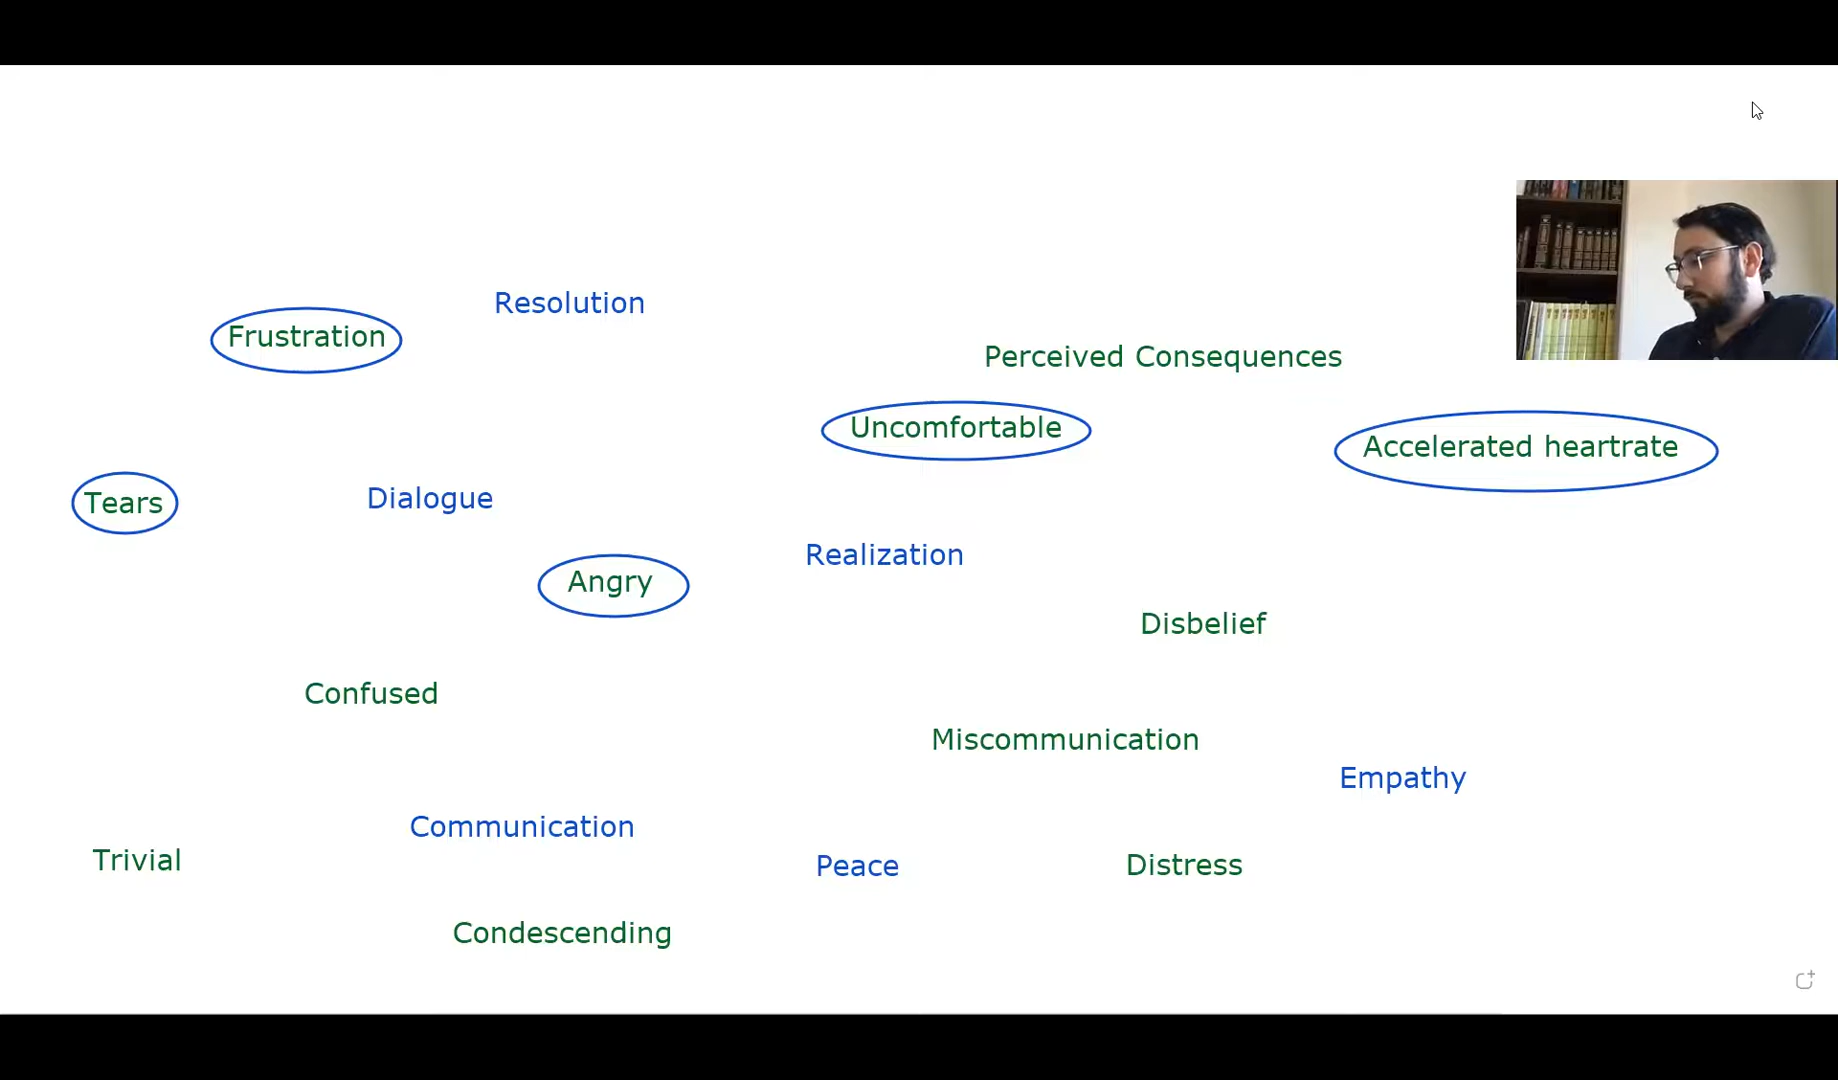 Resolution
Frustration
Perceived Consequences
Uncomfortable
Accelerated heartrate
Tears
Dialogue
Realization
Angry
Disbelief
Confused
Miscommunication
Empathy
Communication
Trivial
Peace
Distress
Condescending